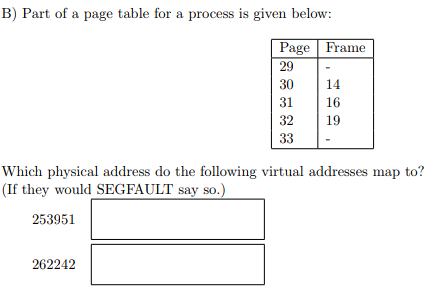 B) Part of a page table for a process is given below:
Page Frame
29 -
30 14
31 16
32 19
33 -
Which physical address do the following virtual addresses map to?
(If they would SEGFAULT say so.)
253951
262242